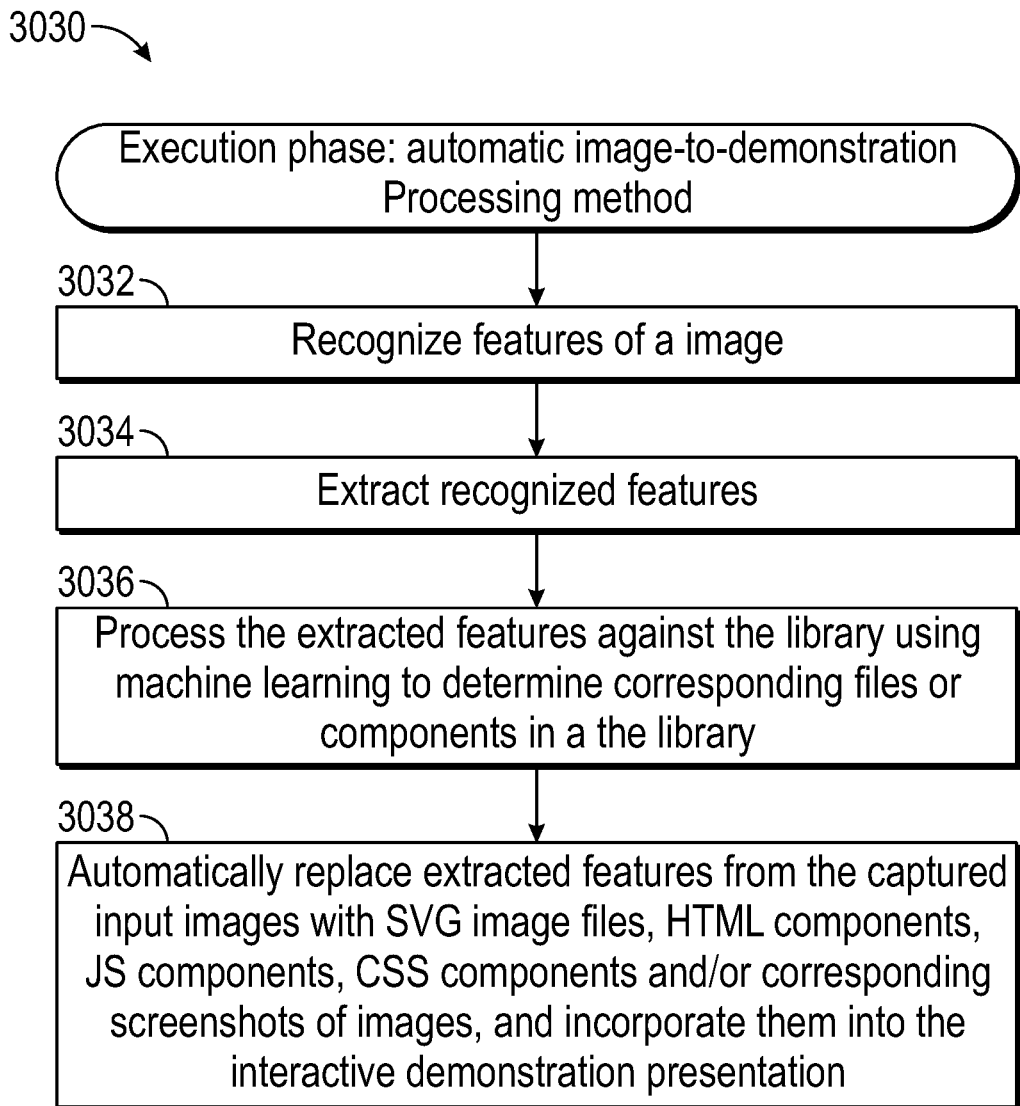 3030
Execution phase: automatic image-to-demonstration
Processing method
3032
Recognize features of a image
3034
Extract recognized features
3036
Process the extracted features against the library using
machine learning to determine corresponding files or
components in a the library
3038
Automatically replace extracted features from the captured
input images with SVG image files, HTML components,
JS components, CSS components and/or corresponding
screenshots of images, and incorporate them into the
interactive demonstration presentation